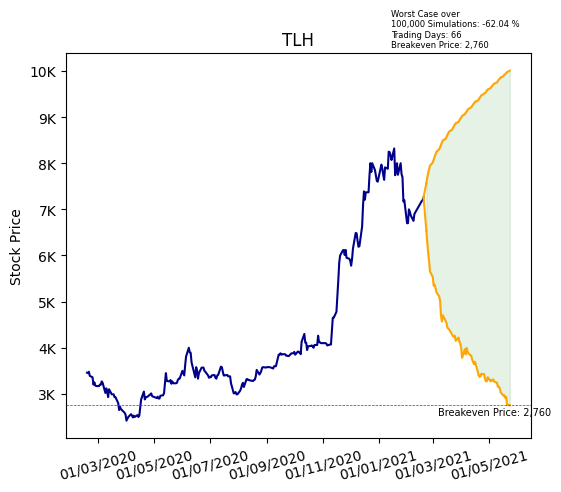 Worst Case over
100,000 Simulations: -62.04 %
Trading Days: 66
Breakeven Price: 2,760
TLH
10K
9K
8K
7K
6K
5K
4K
3K
Stock Price
Breakeven Price: 2,760
01/03/2020 01/05/2020 01/07/2020 01/09/2020 01/11/2020 01/01/2021 01/03/2021 01/05/2021